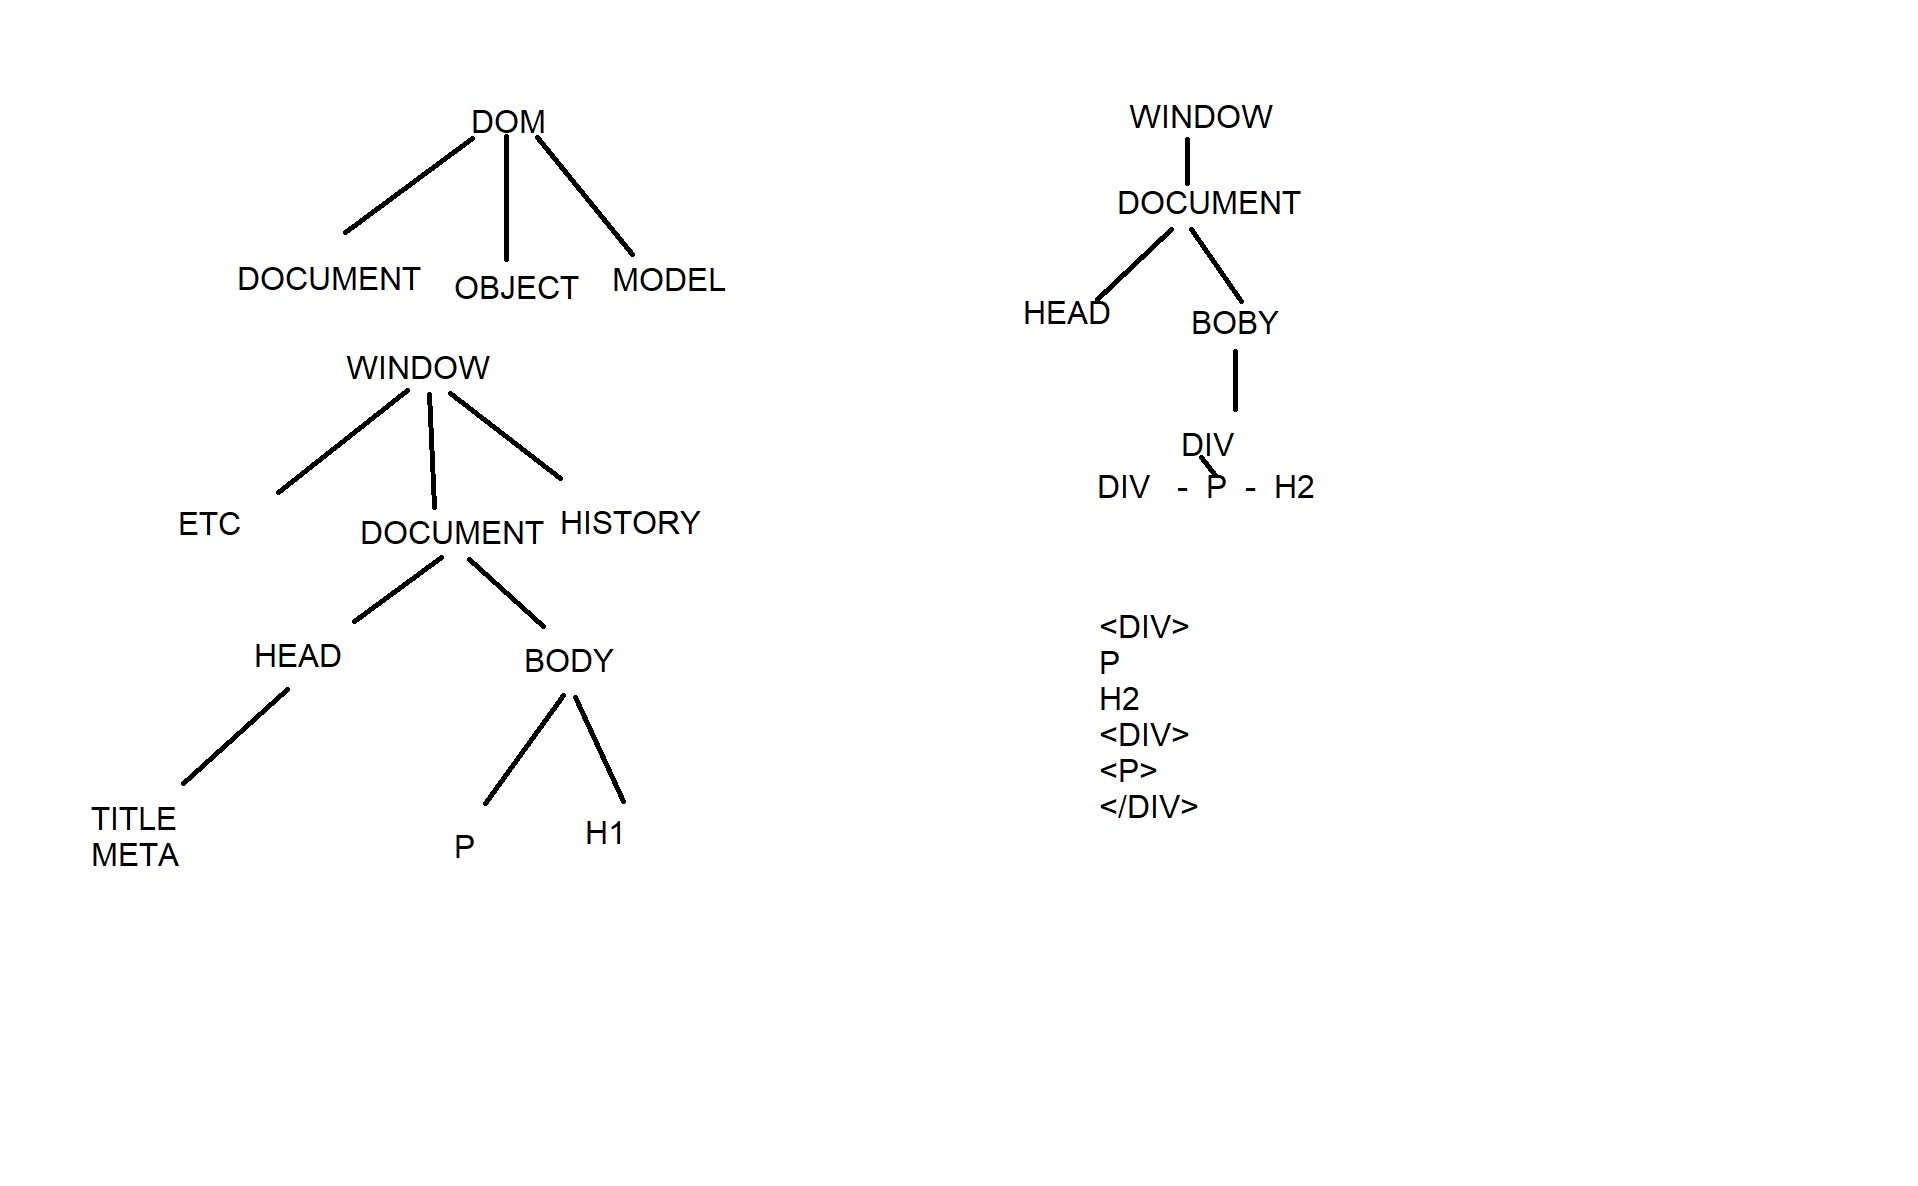 DOM
DOCUMENT OBJECT MODEL
WINDOW
ETC DOCUMENT HISTORY
HEAD BODY
TITLE
META
P H1
WINDOW
DOCUMENT
HEAD BOBY
DIV
DIV - P - H2
<DIV>
P
H2
<DIV>
<P>
</DIV>